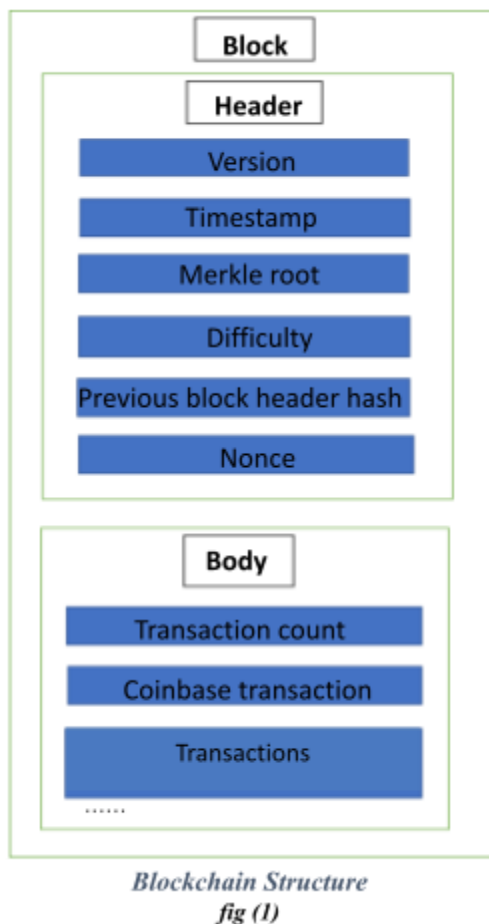 Block
Header
Version
Timestamp
Merkle root
Difficulty
Previous block header hash
Nonce
Body
Transaction count
Coinbase transaction
Transactions
......
Blockchain Structure
fig (1)